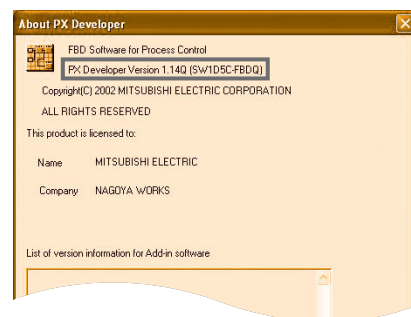 About PX Developer
FBD Software for Process Control
PX Developer Version 1.14Q (SW1D5C-FBDQ)
Copyright(C) 2002 MITSUBISHI ELECTRIC CORPORATION
ALL RIGHTS RESERVED
This product is licensed to:
Name MITSUBISHI ELECTRIC
Company NAGOYA WORKS
List of version information for Add-in software